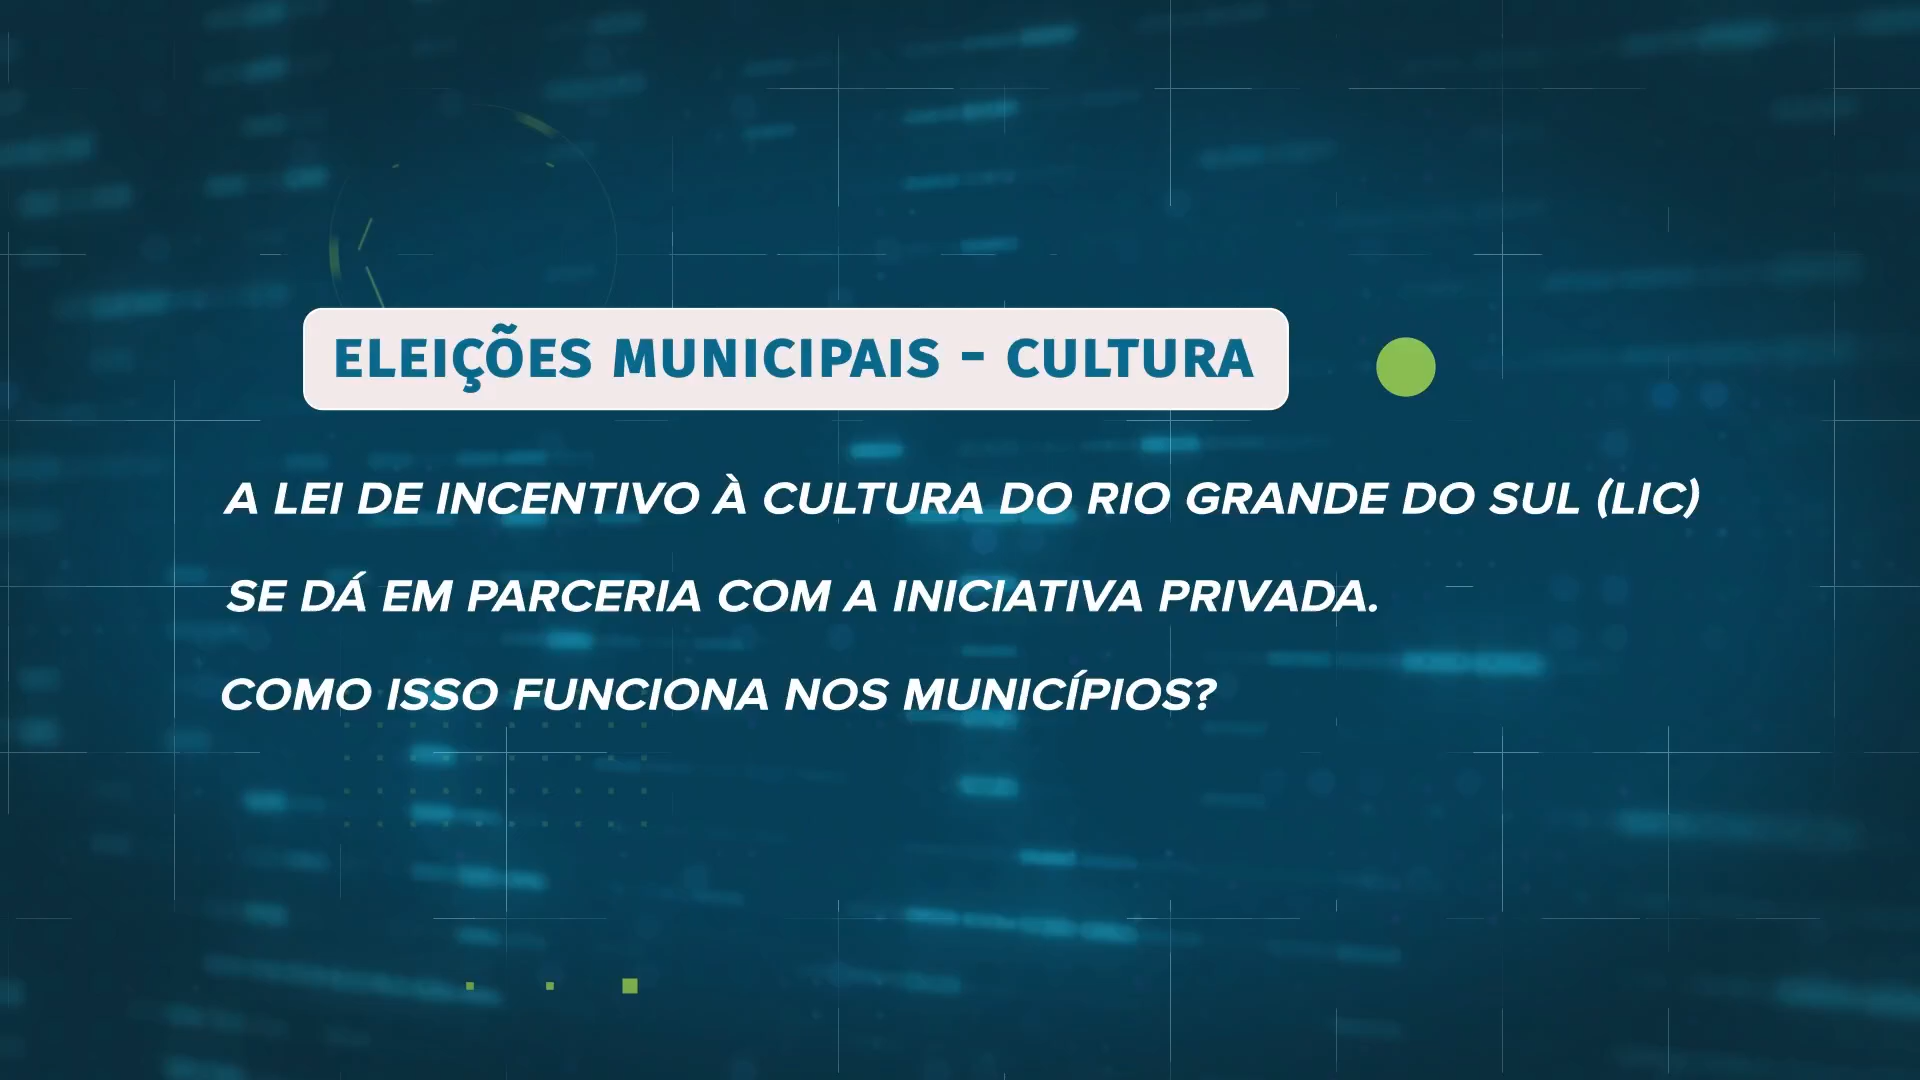 ELEIÇÕES MUNICIPAIS - CULTURA
A LEI DE INCENTIVO À CULTURA DO RIO GRANDE DO SUL (LIC)
SE DÁ EM PARCERIA COM A INICIATIVA PRIVADA.
COMO ISSO FUNCIONA NOS MUNICÍPIOS?